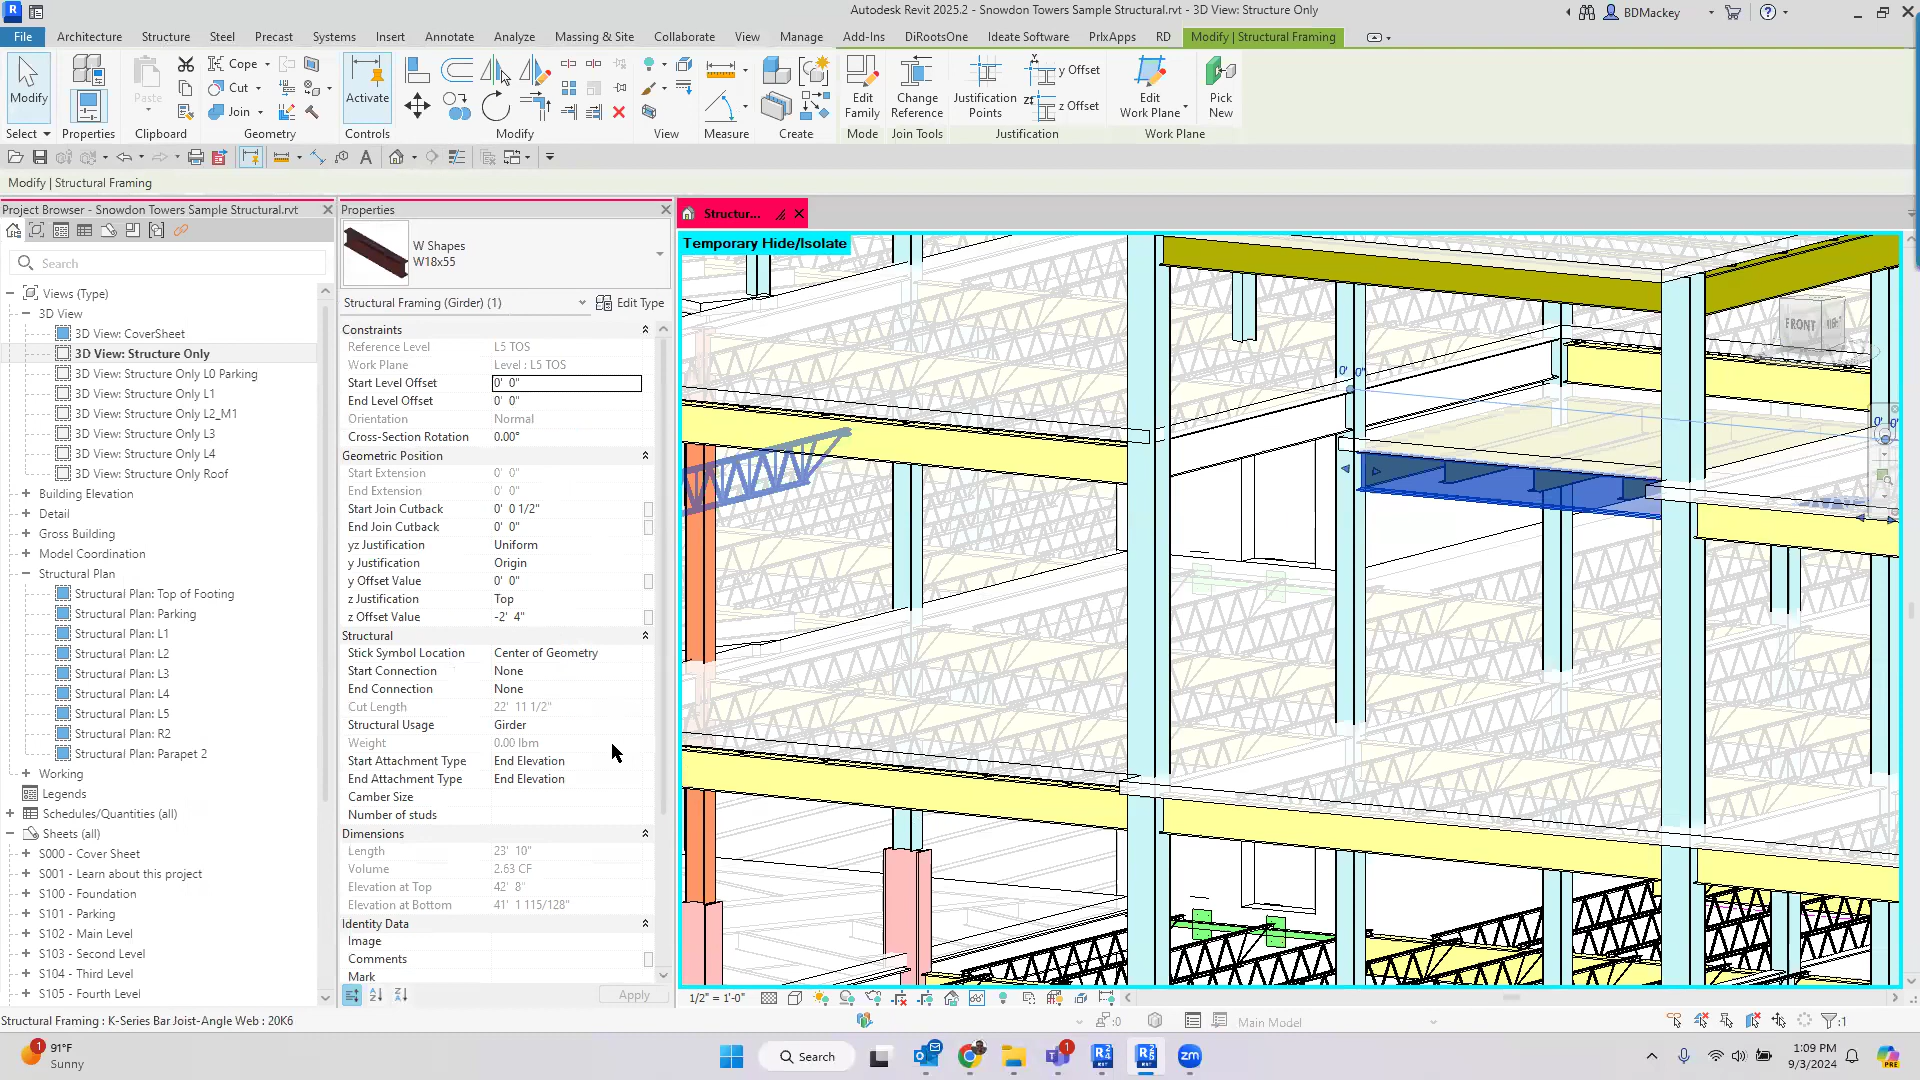 Autodesk Revit 2025.2 - Snowdon Towers Sample Structural.rvt - 3D View: Structure Only
BDMackey
File Architecture Structure Steel Precast Systems Insert Annotate Analyze Massing & Site Collaborate View Manage Add-Ins DiRootsOne Ideate Software PrlxApps RD Modify | Structural Framing
Cope
Cut
Join
Modify
Paste
Activate
Edit Family
Change Reference
Justification Points
y Offset
z Offset
Edit Work Plane
Pick New
Select Properties Clipboard Geometry Controls Modify View Measure Create Mode Join Tools Justification Work Plane
Modify | Structural Framing
Project Browser - Snowdon Towers Sample Structural.rvt
Search
Views (Type)
3D View
3D View: CoverSheet
3D View: Structure Only
3D View: Structure Only L0 Parking
3D View: Structure Only L1
3D View: Structure Only L2_M1
3D View: Structure Only L3
3D View: Structure Only L4
3D View: Structure Only Roof
Building Elevation
Detail
Gross Building
Model Coordination
Structural Plan
Structural Plan: Top of Footing
Structural Plan: Parking
Structural Plan: L1
Structural Plan: L2
Structural Plan: L3
Structural Plan: L4
Structural Plan: L5
Structural Plan: R2
Structural Plan: Parapet 2
Working
Legends
Schedules/Quantities (all)
Sheets (all)
S000 - Cover Sheet
S001 - Learn about this project
S100 - Foundation
S101 - Parking
S102 - Main Level
S103 - Second Level
S104 - Third Level
S105 - Fourth Level
Properties
W Shapes
W18x55
Structural Framing (Girder) (1)
Edit Type
Constraints
Reference Level L5 TOS
Work Plane Level : L5 TOS
Start Level Offset 0' 0"
End Level Offset 0' 0"
Orientation Normal
Cross-Section Rotation 0.00°
Geometric Position
Start Extension 0' 0"
End Extension 0' 0"
Start Join Cutback 0' 0 1/2"
End Join Cutback 0' 0"
yz Justification Uniform
y Justification Origin
y Offset Value 0' 0"
z Justification Top
z Offset Value -2' 4"
Structural
Stick Symbol Location Center of Geometry
Start Connection None
End Connection None
Cut Length 22' 11 1/2"
Structural Usage Girder
Weight 0.00 lbm
Start Attachment Type End Elevation
End Attachment Type End Elevation
Camber Size
Number of studs
Dimensions
Length 23' 10"
Volume 2.63 CF
Elevation at Top 42' 8"
Elevation at Bottom 41' 1 115/128"
Identity Data
Image
Comments
Mark
Apply
Structur...
Temporary Hide/Isolate
FRONT
0' 0"
0' 0"
1/2" = 1'-0"
Structural Framing : K-Series Bar Joist-Angle Web : 20K6
:0
Main Model
:1
1
91°F
Sunny
Search
1
zm
1:09 PM
9/3/2024
PRE